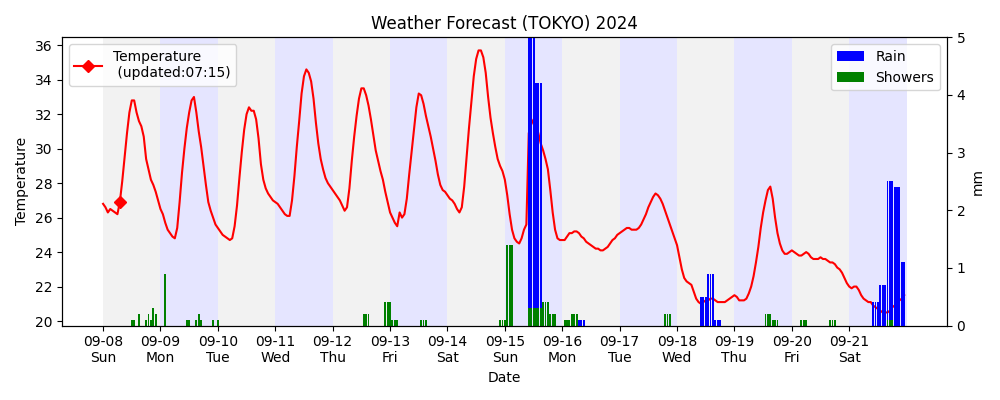 Weather Forecast (TOKYO) 2024
Temperature
(updated:07:15)
Rain
Showers
Temperature
36
34
32
30
28
26
24
22
20
5
4
3
2
1
0
mm
09-08 09-09 09-10 09-11 09-12 09-13 09-14 09-15 09-16 09-17 09-18 09-19 09-20 09-21
Sun Mon Tue Wed Thu Fri Sat Sun Mon Tue Wed Thu Fri Sat
Date